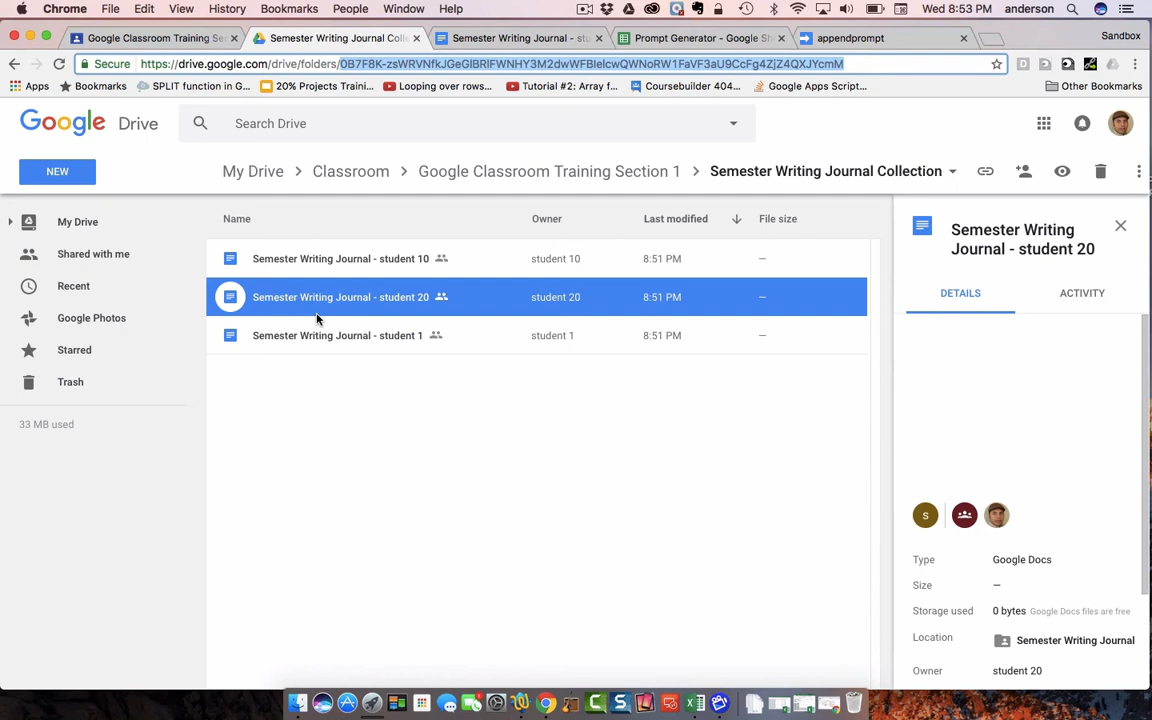 Chrome File Edit View History Bookmarks People Window Help Wed 8:53 PM anderson
Google Classroom Training Se
Semester Writing Journal Colle
Semester Writing Journal - stu
Prompt Generator - Google Sh
appendprompt
Sandbox
Secure https://drive.google.com/drive/folders/
Apps Bookmarks SPLIT function in G... 20% Projects Traini... Looping over rows... Tutorial #2: Array f... Coursebuilder 404... Google Apps Script... Other Bookmarks
Google Drive Search Drive
NEW My Drive Classroom Google Classroom Training Section 1 Semester Writing Journal Collection
My Drive
Shared with me
Recent
Google Photos
Starred
Trash
33 MB used
Name Owner Last modified File size
Semester Writing Journal - student 10 student 10 8:51 PM —
Semester Writing Journal - student 20 student 20 8:51 PM —
Semester Writing Journal - student 1 student 1 8:51 PM —
Semester Writing
Journal - student 20
DETAILS ACTIVITY
s
Type Google Docs
Size —
Storage used 0 bytes Google Docs files are free
Location Semester Writing Journal
Owner student 20